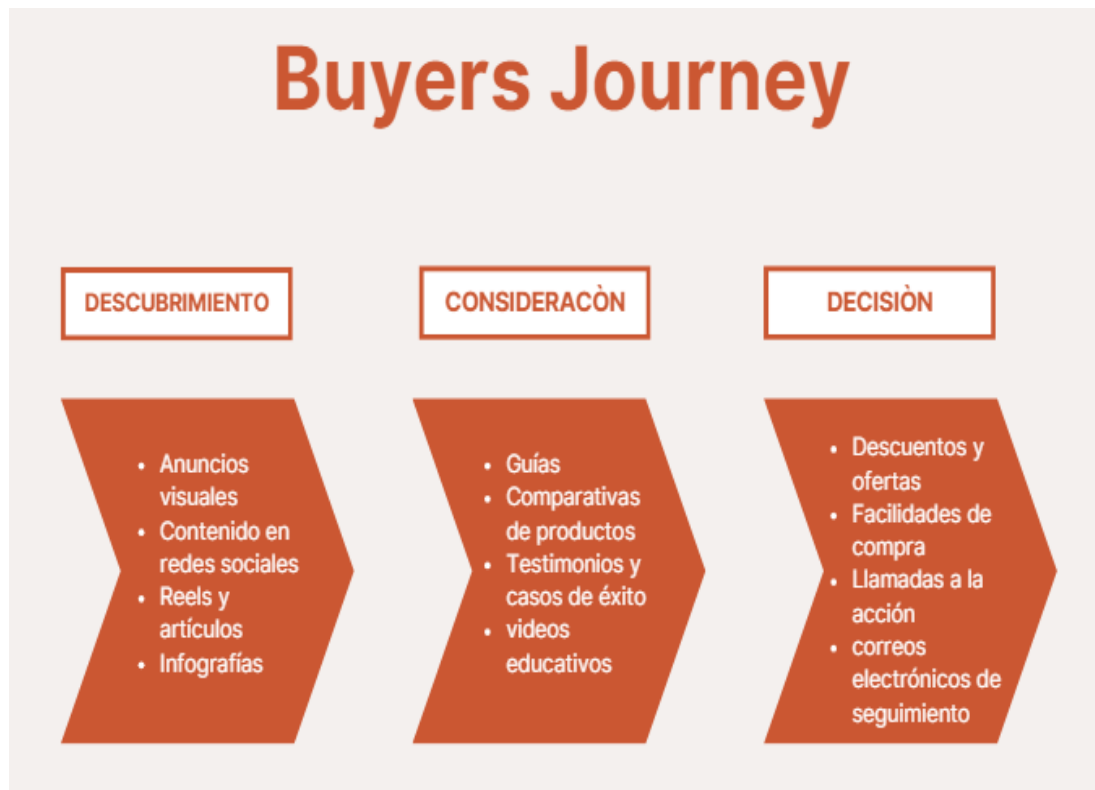 Buyers Journey
DESCUBRIMIENTO
• Anuncios
visuales
• Contenido en
redes sociales
• Reels y
artículos
• Infografías
CONSIDERACÒN
• Guías
• Comparativas
de productos
• Testimonios y
casos de éxito
• videos
educativos
DECISIÒN
• Descuentos y
ofertas
• Facilidades de
compra
• Llamadas a la
acción
• correos
electrónicos de
seguimiento